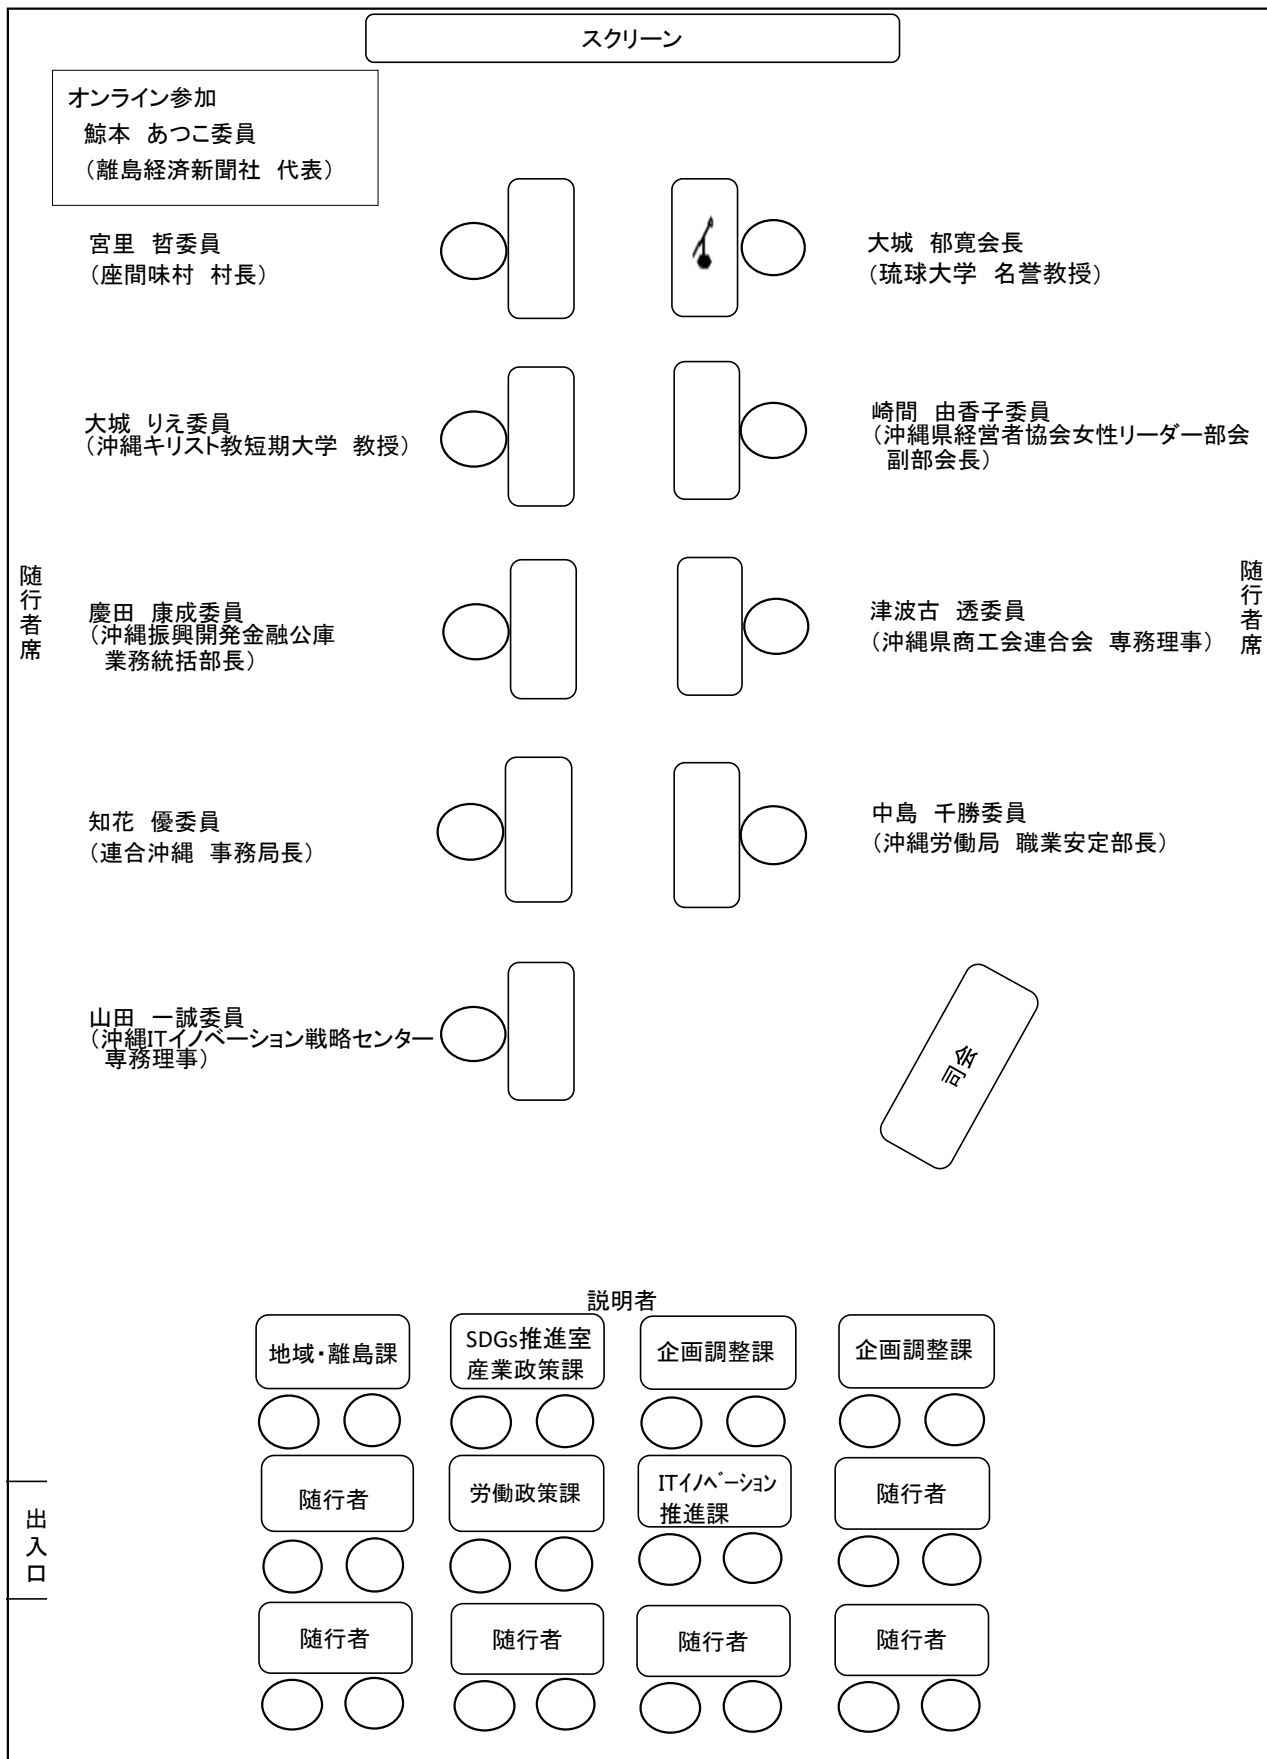 スクリーン
オンライン参加
鯨本 あつこ委員
(離島経済新聞社 代表)
宮里 哲委員
(座間味村 村長)
大城 郁寛会長
(琉球大学 名誉教授)
大城 りえ委員
(沖縄キリスト教短期大学 教授)
崎間 由香子委員
(沖縄県経営者協会女性リーダー部会
副部会長)
随行者席
慶田 康成委員
(沖縄振興開発金融公庫
業務統括部長)
津波古 透委員
(沖縄県商工会連合会 専務理事)
随行者席
知花 優委員
(連合沖縄 事務局長)
中島 千勝委員
(沖縄労働局 職業安定部長)
山田 一誠委員
(沖縄ITイノベーション戦略センター
専務理事)
司会
説明者
地域・離島課
SDGs推進室
産業政策課
企画調整課
企画調整課
随行者
労働政策課
ITイノベーション
推進課
随行者
出入口
随行者
随行者
随行者
随行者